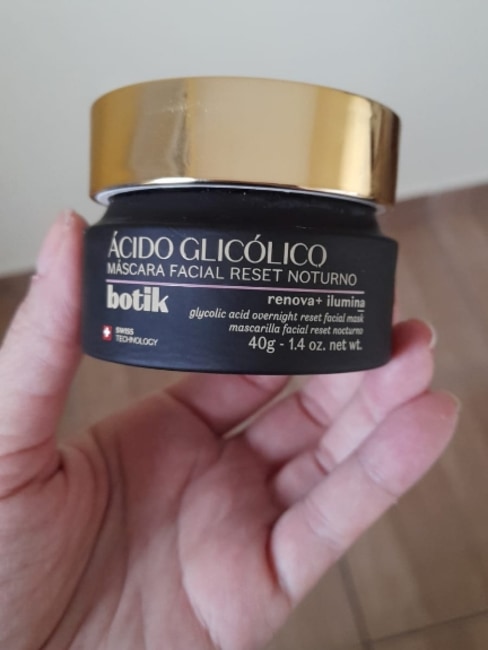 ÁCIDO GLICÓLICO
MÁSCARA FACIAL RESET NOTURNO
botik
renova+ ilumina
glycolic acid overnight reset facial mask
mascarilla facial reset nocturno
SWISS
TECHNOLOGY
40g - 1.4 oz. net wt.